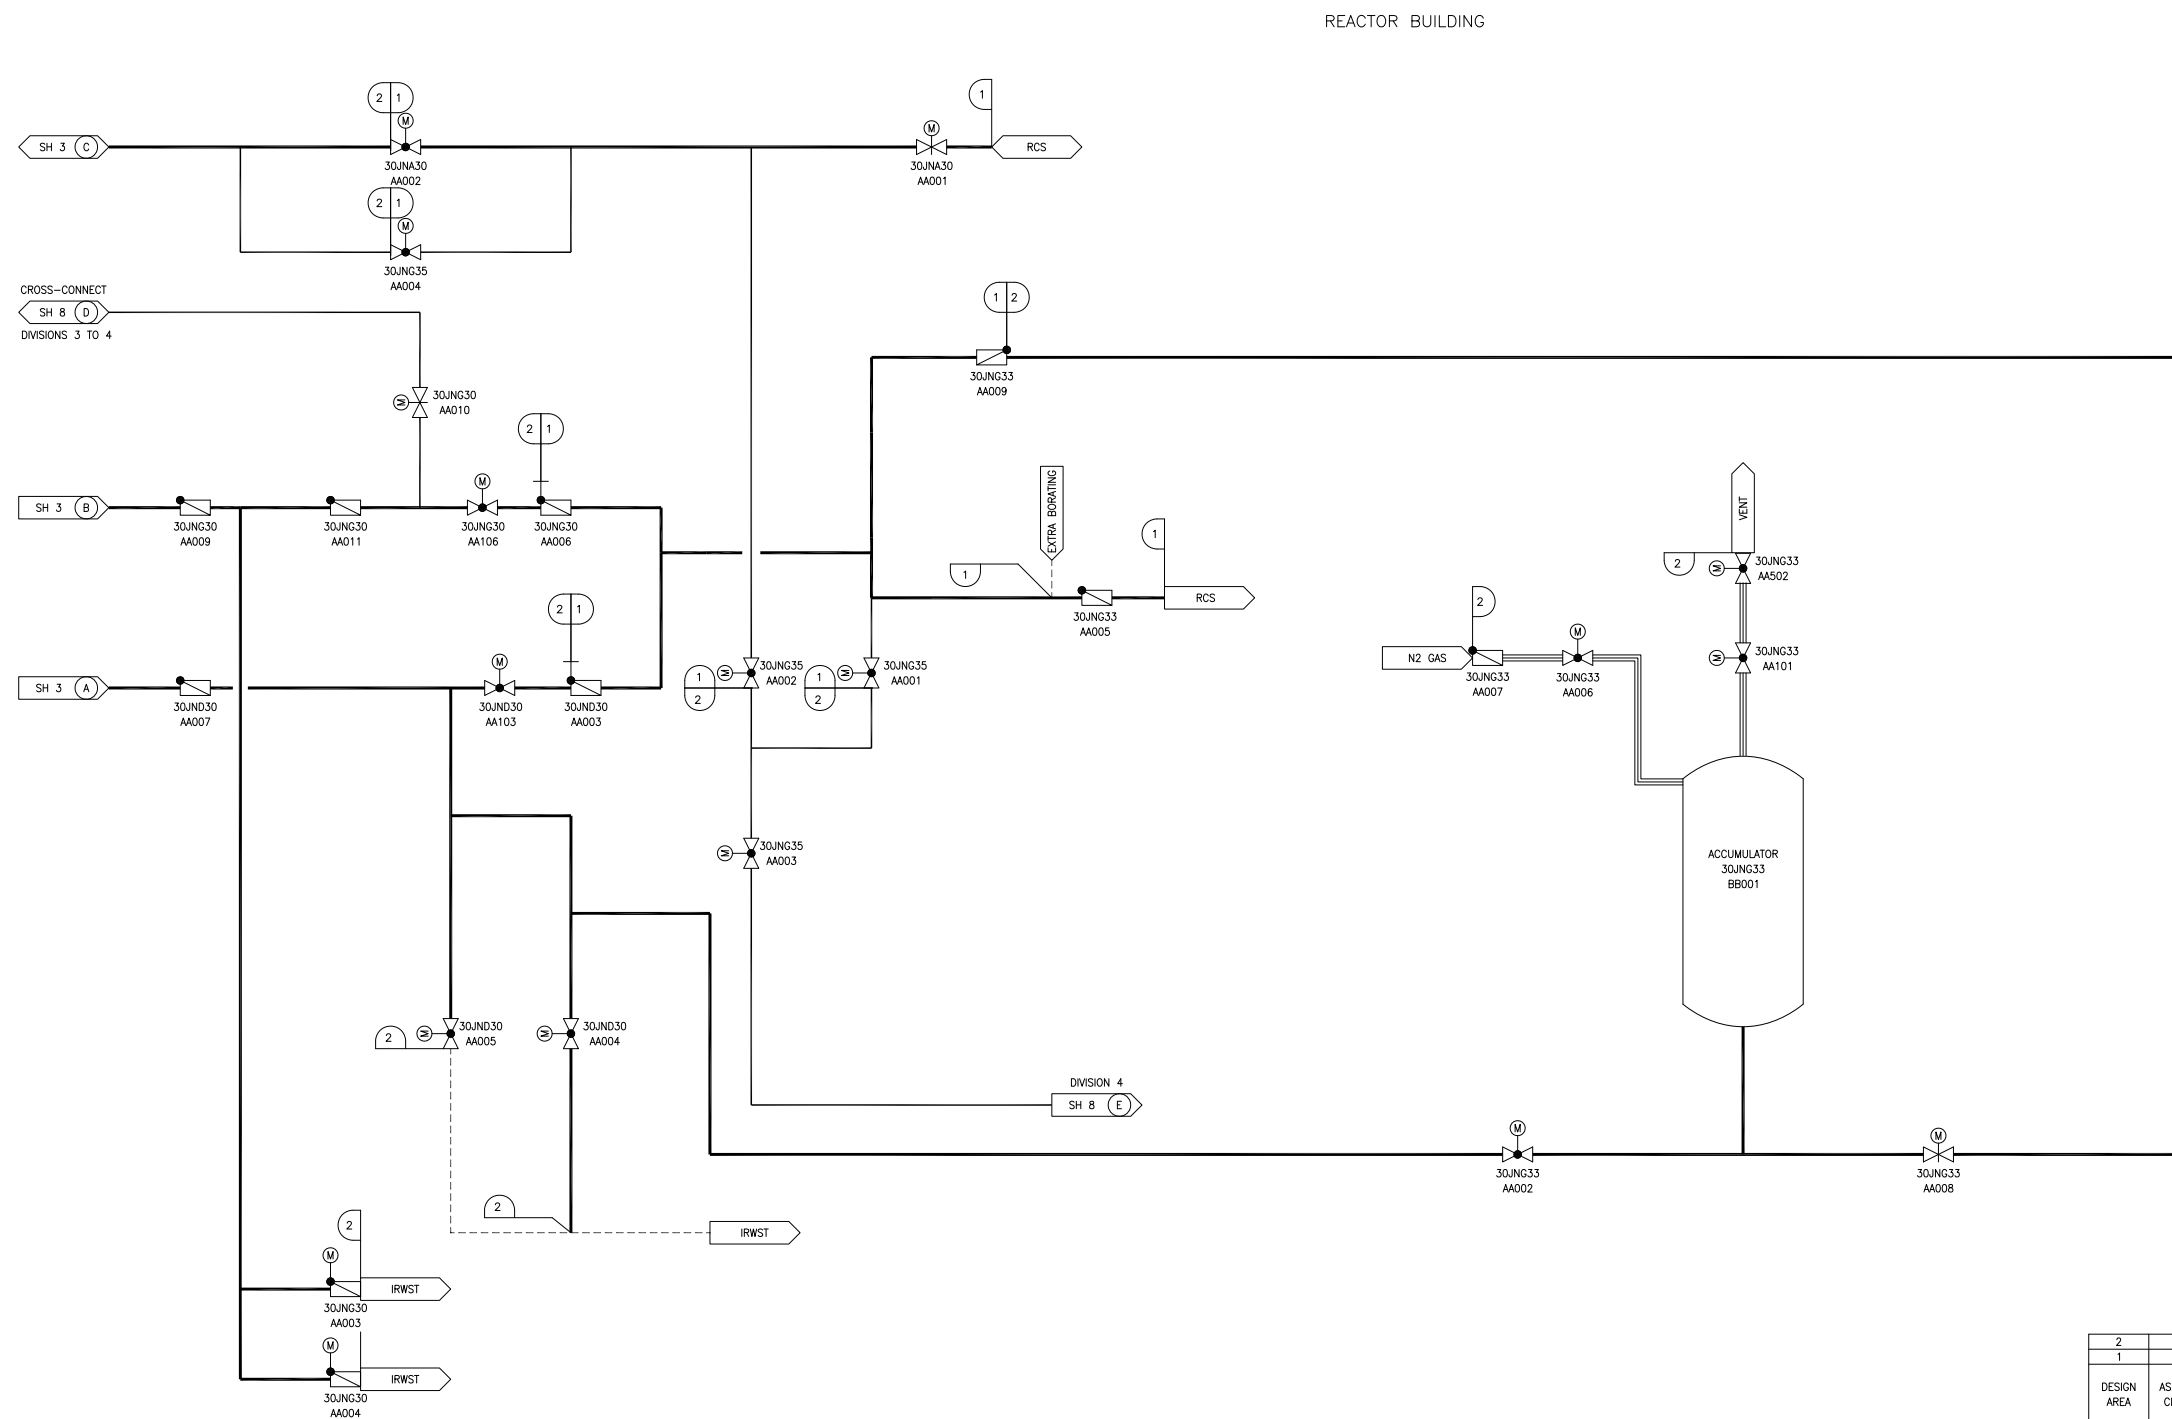 REACTOR BUILDING
2 1
M
1
M
SH 3 C
RCS
30JNA30
AA002
30JNA30
AA001
2 1
M
30JNG35
AA004
CROSS-CONNECT
SH 8 D
DIVISIONS 3 TO 4
1 2
30JNG33
AA009
M
30JNG30
AA010
2 1
M
SH 3 B
30JNG30
AA009
30JNG30
AA011
30JNG30
AA106
30JNG30
AA006
EXTRA BORATING
1
1
RCS
30JNG33
AA005
VENT
2
M
30JNG33
AA502
2
M
N2 GAS
30JNG33
AA007
30JNG33
AA006
M
30JNG33
AA101
2 1
M
SH 3 A
30JND30
AA007
30JND30
AA103
30JND30
AA003
1
2
M
30JNG35
AA002
1
2
M
30JNG35
AA001
M
30JNG35
AA003
ACCUMULATOR
30JNG33
BB001
2
M
30JND30
AA005
M
30JND30
AA004
DIVISION 4
SH 8 E
M
30JNG33
AA002
M
30JNG33
AA008
2
IRWST
2
M
IRWST
30JNG30
AA003
M
IRWST
30JNG30
AA004
2
1
DESIGN
AREA